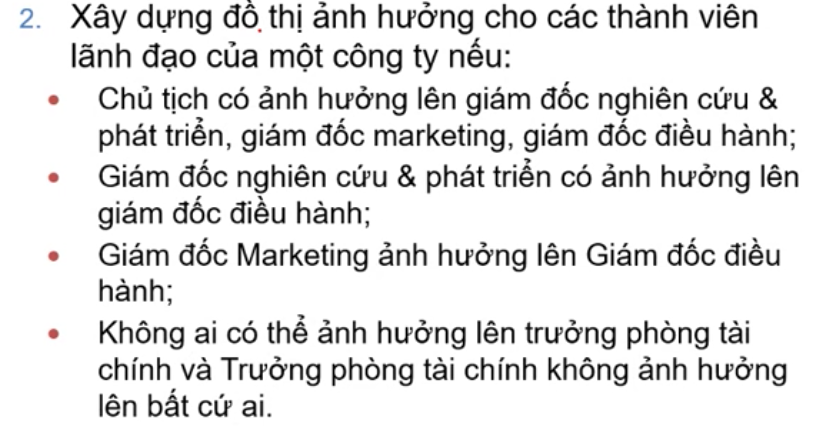 2. Xây dựng đồ thị ảnh hưởng cho các thành viên
lãnh đạo của một công ty nếu:
• Chủ tịch có ảnh hưởng lên giám đốc nghiên cứu &
phát triển, giám đốc marketing, giám đốc điều hành;
• Giám đốc nghiên cứu & phát triển có ảnh hưởng lên
giám đốc điều hành;
• Giám đốc Marketing ảnh hưởng lên Giám đốc điều
hành;
• Không ai có thể ảnh hưởng lên trưởng phòng tài
chính và Trưởng phòng tài chính không ảnh hưởng
lên bất cứ ai.